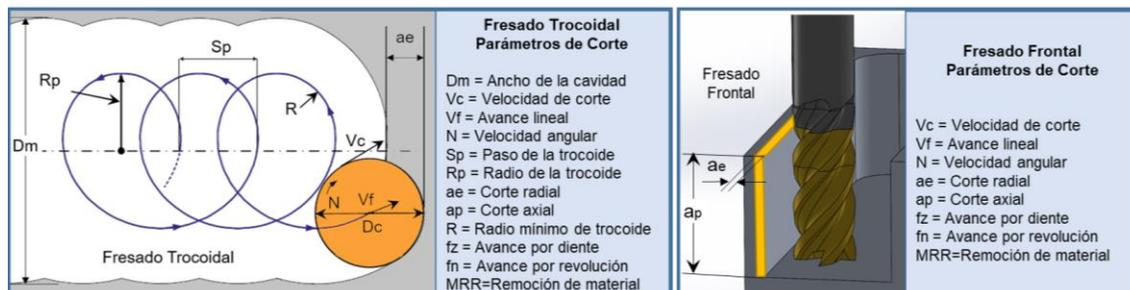 Sp
ae
Rp
R
Dm
Vc
N
Vf
Dc
Fresado Trocoidal
Fresado Trocoidal
Parámetros de Corte
Dm = Ancho de la cavidad
Vc = Velocidad de corte
Vf = Avance lineal
N = Velocidad angular
Sp = Paso de la trocoide
Rp = Radio de la trocoide
ae = Corte radial
ap = Corte axial
R = Radio mínimo de trocoide
fz = Avance por diente
fn = Avance por revolución
MRR=Remoción de material
Fresado
Frontal
ae
ap
Fresado Frontal
Parámetros de Corte
Vc = Velocidad de corte
Vf = Avance lineal
N = Velocidad angular
ae = Corte radial
ap = Corte axial
fz = Avance por diente
fn = Avance por revolución
MRR=Remoción de material